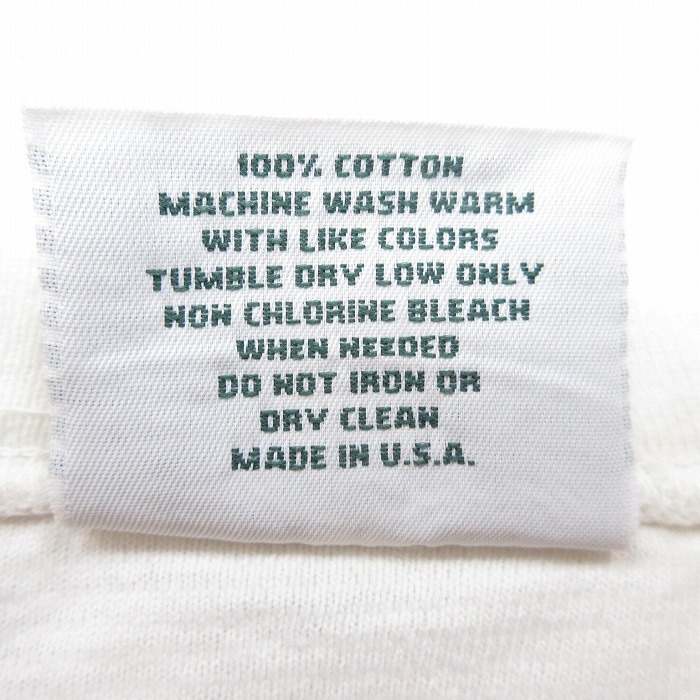 100% COTTON
MACHINE WASH WARM
WITH LIKE COLORS
TUMBLE DRY LOW ONLY
NON CHLORINE BLEACH
WHEN NEEDED
DO NOT IRON OR
DRY CLEAN
MADE IN U.S.A.